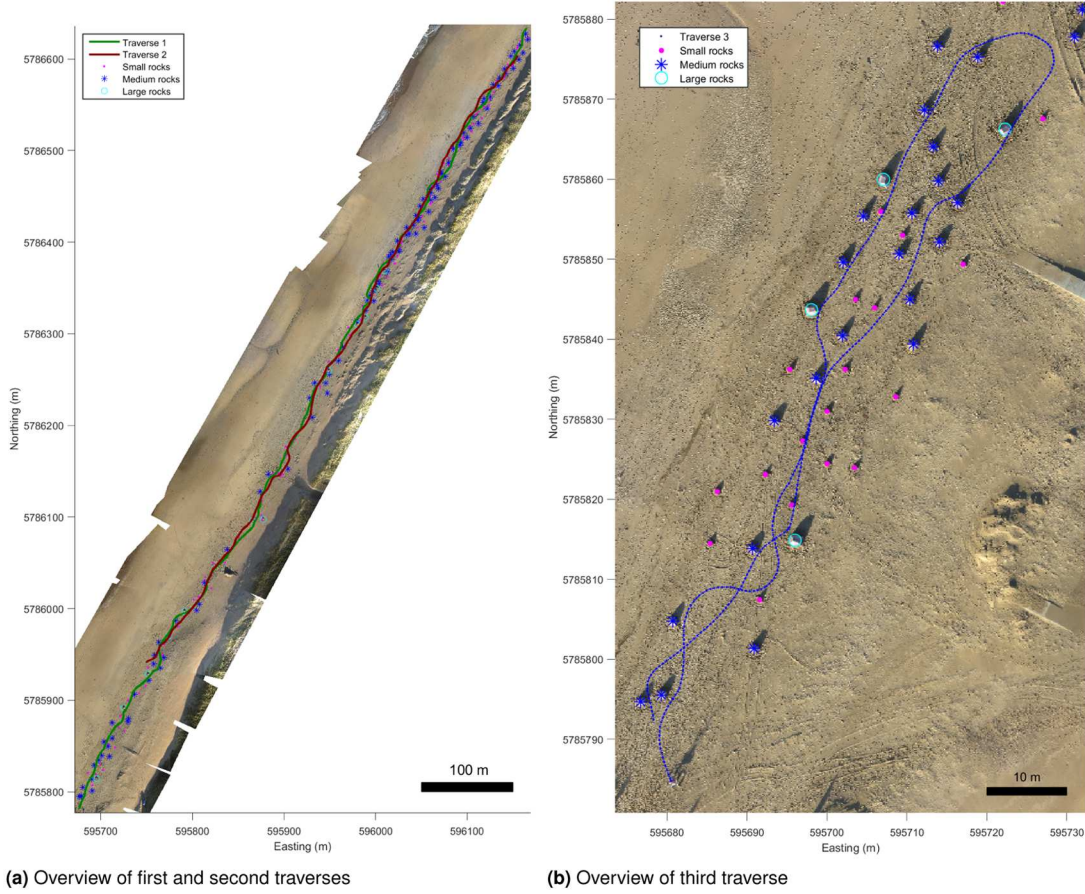 5786600
5786500
5786400
5786300
5786200
5786100
5786000
5785900
5785800
Northing (m)
Traverse 1
Traverse 2
Small rocks
Medium rocks
Large rocks
100 m
595700
595800
595900
596000
596100
Easting (m)
(a) Overview of first and second traverses
5785880
5785870
5785860
5785850
5785840
5785830
5785820
5785810
5785800
5785790
Northing (m)
Traverse 3
Small rocks
Medium rocks
Large rocks
10 m
595680
595690
595700
595710
595720
595730
Easting (m)
(b) Overview of third traverse